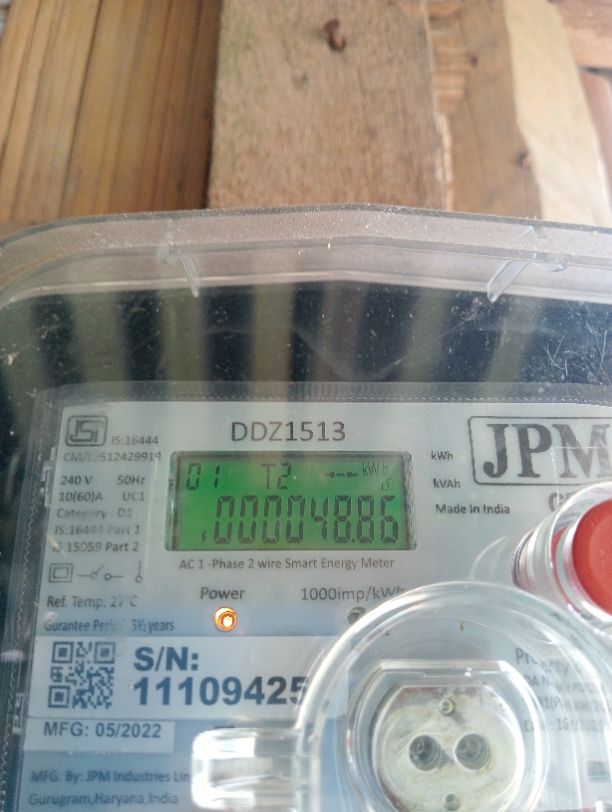 IS:16444
CM/L:512429919
DDZ1513
240 V 50Hz
10(60)A UC1
Category : D1
IS:16444 Part 1
IS 15059 Part 2
01 T2 kWh
00004886
kWh
kVAh
JPM
Made in India
AC 1 -Phase 2 wire Smart Energy Meter
Ref. Temp: 27°C
Power
1000imp/kWh
Gurantee Period 5½ years
S/N:
11109425
MFG: 05/2022
MFG. By: JPM Industries
Gurugram,Haryana,India